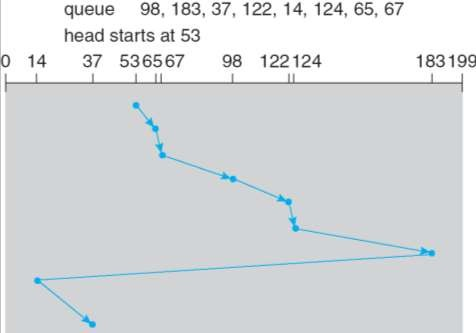 queue 98, 183, 37, 122, 14, 124, 65, 67
head starts at 53
0 14 37 53 65 67 98 122 124 183 199